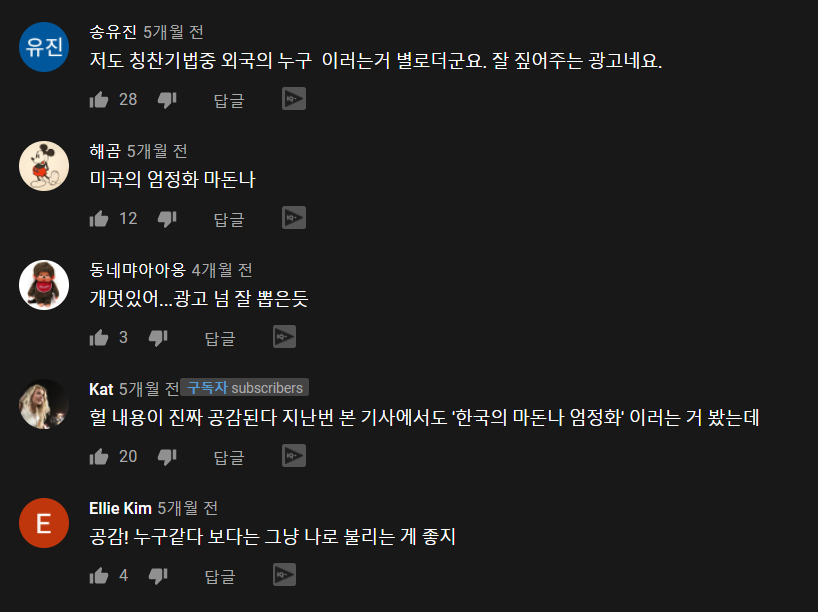 유진
송유진 5개월 전
저도 칭찬기법중 외국의 누구 이러는거 별로더군요. 잘 짚어주는 광고네요.
28 답글
해곰 5개월 전
미국의 엄정화 마돈나
12 답글
동네먀아아옹 4개월 전
개멋있어...광고 넘 잘 뽑은듯
3 답글
Kat 5개월 전 구독자 subscribers
헐 내용이 진짜 공감된다 지난번 본 기사에서도 '한국의 마돈나 엄정화' 이러는 거 봤는데
20 답글
E
Ellie Kim 5개월 전
공감! 누구같다 보다는 그냥 나로 불리는 게 좋지
4 답글